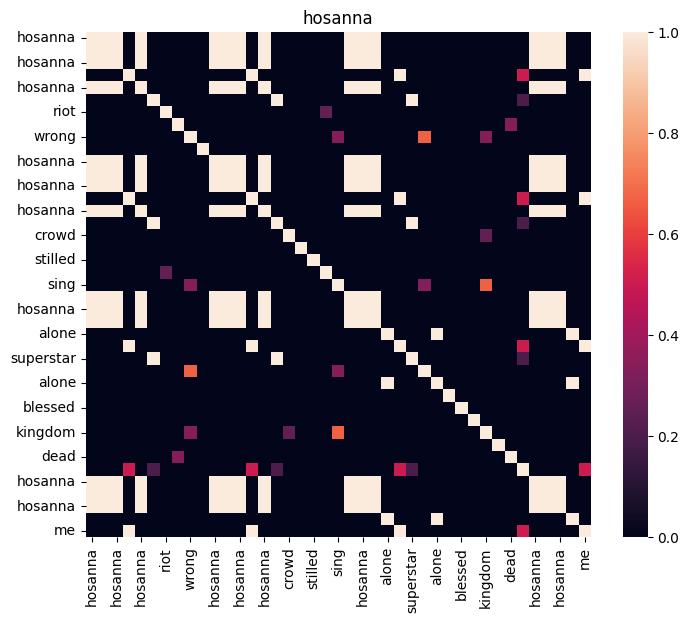 hosanna
hosanna
hosanna
hosanna
riot
wrong
hosanna
hosanna
hosanna
crowd
stilled
sing
hosanna
alone
superstar
alone
blessed
kingdom
dead
hosanna
hosanna
me
1.0
0.8
0.6
0.4
0.2
0.0
hosanna
hosanna
hosanna
riot
wrong
hosanna
hosanna
hosanna
crowd
stilled
sing
hosanna
alone
superstar
alone
blessed
kingdom
dead
hosanna
hosanna
me